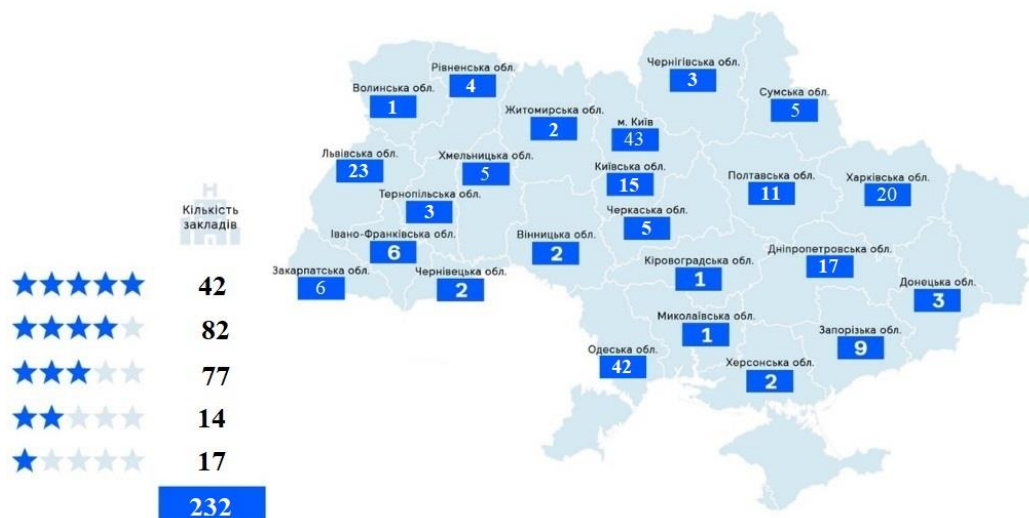 Кількість
закладів
42
82
77
14
17
232
Волинська обл.
1
Рівненська обл.
4
Житомирська обл.
2
м. Київ
43
Чернігівська обл.
3
Сумська обл.
5
Львівська обл.
23
Хмельницька обл.
5
Київська обл.
15
Полтавська обл.
11
Харківська обл.
20
Тернопільська обл.
3
Черкаська обл.
5
Івано-Франківська обл.
6
Вінницька обл.
2
Закарпатська обл.
6
Чернівецька обл.
2
Кіровоградська обл.
1
Дніпропетровська обл.
17
Донецька обл.
3
Миколаївська обл.
1
Запорізька обл.
9
Одеська обл.
42
Херсонська обл.
2